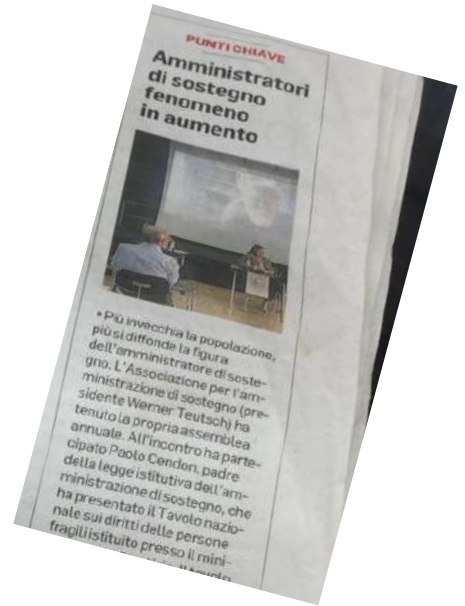 PUNTI CHIAVE
Amministratori
di sostegno
fenomeno
in aumento
• Più invecchia la popolazione,
più si diffonde la figura
dell'amministratore di soste-
gno. L'Associazione per l'am-
ministrazione di sostegno (pre-
sidente Werner Teutsch) ha
tenuto la propria assemblea
annuale. All'incontro ha parte-
cipato Paolo Cendon, padre
della legge istitutiva dell'am-
ministrazione di sostegno, che
ha presentato il Tavolo nazio-
nale sui diritti delle persone
fragili istituito presso il mini-